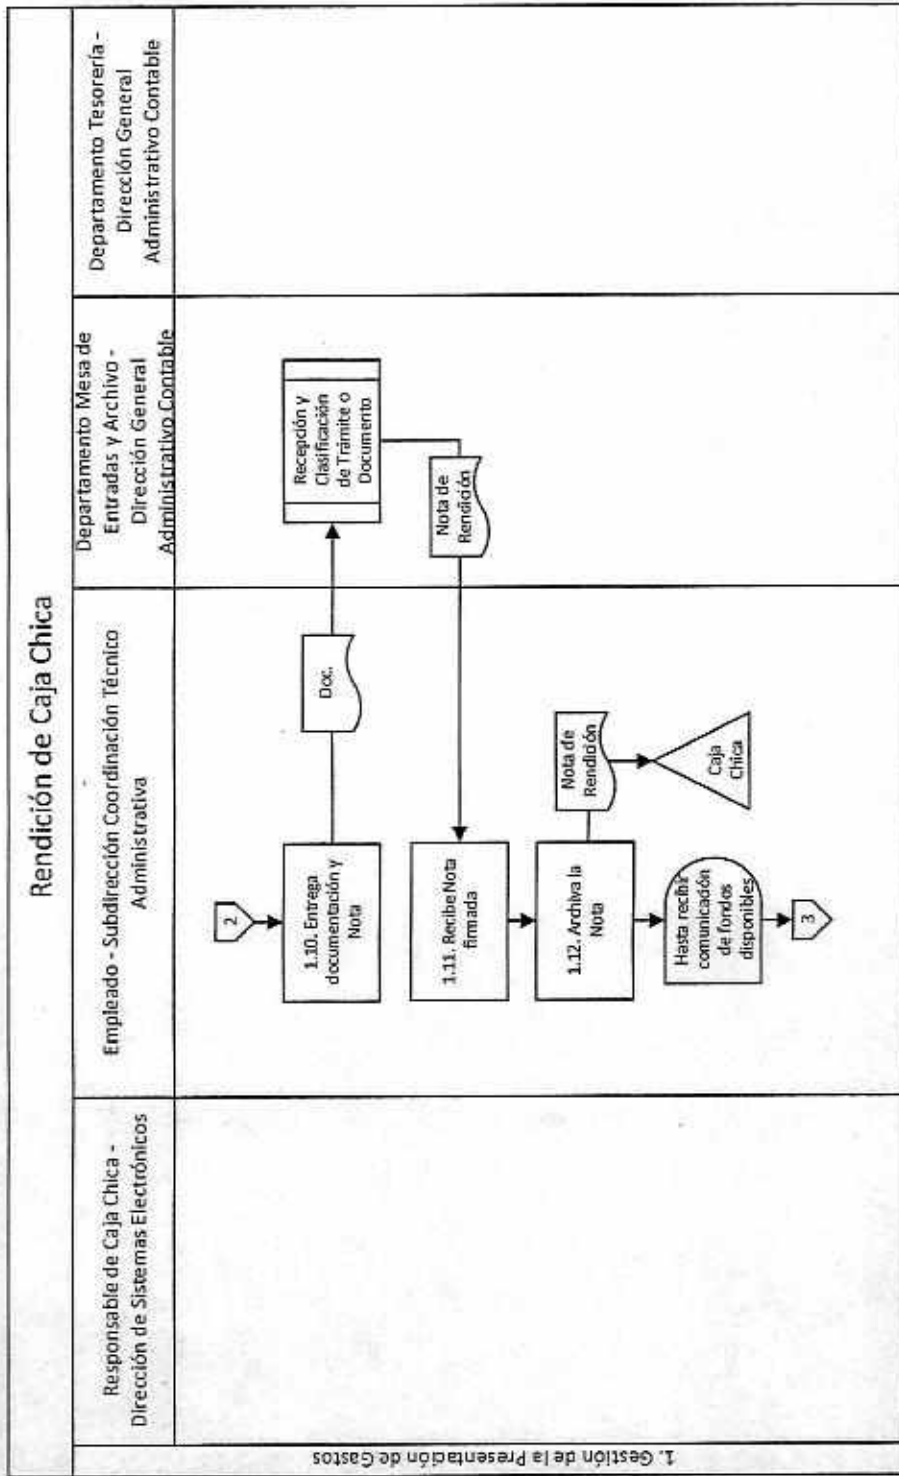 Rendición de Caja Chica
Responsable de Caja Chica -
Dirección de Sistemas Electrónicos
Empleado - Subdirección Coordinación Técnico
Administrativa
Departamento Mesa de
Entradas y Archivo -
Dirección General
Administrativo Contable
Departamento Tesorería -
Dirección General
Administrativo Contable
1. Gestión de la Presentación de Gastos
2
1.10. Entrega
documentación y
Nota
Doc.
Recepción y
Clasificación
de Trámite o
Documento
Nota de
Rendición
1.11. Recibe Nota
firmada
1.12. Archiva la
Nota
Nota de
Rendición
Caja
Chica
Hasta recibir
comunicación
de fondos
disponibles
3